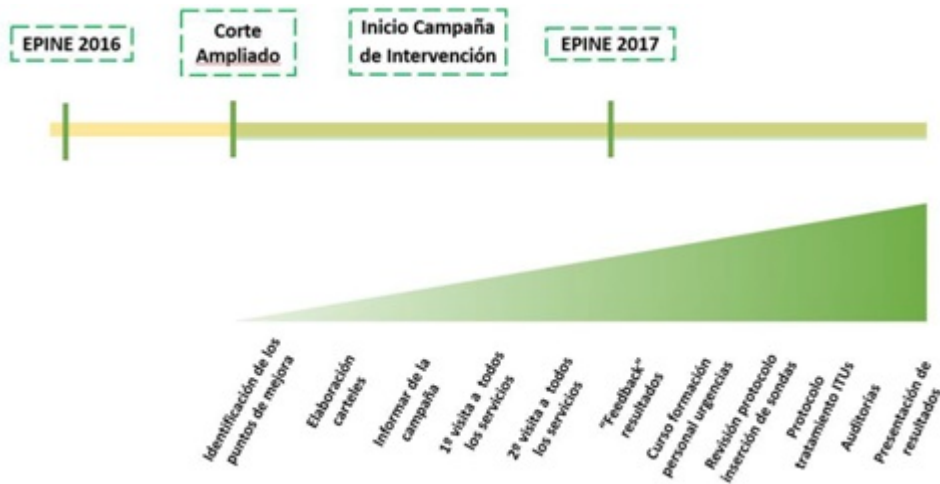 EPINE 2016
Corte
Ampliado
Inicio Campaña
de Intervención
EPINE 2017
Identificación de los
puntos de mejora
Elaboración
carteles
Informar de la
campaña
1ª visita a todos
los servicios
2ª visita a todos
los servicios
"Feedback"
resultados
Curso formación
personal urgencias
Revisión protocolo
inserción de sondas
Protocolo
tratamiento ITUs
Auditorías
Presentación de
resultados